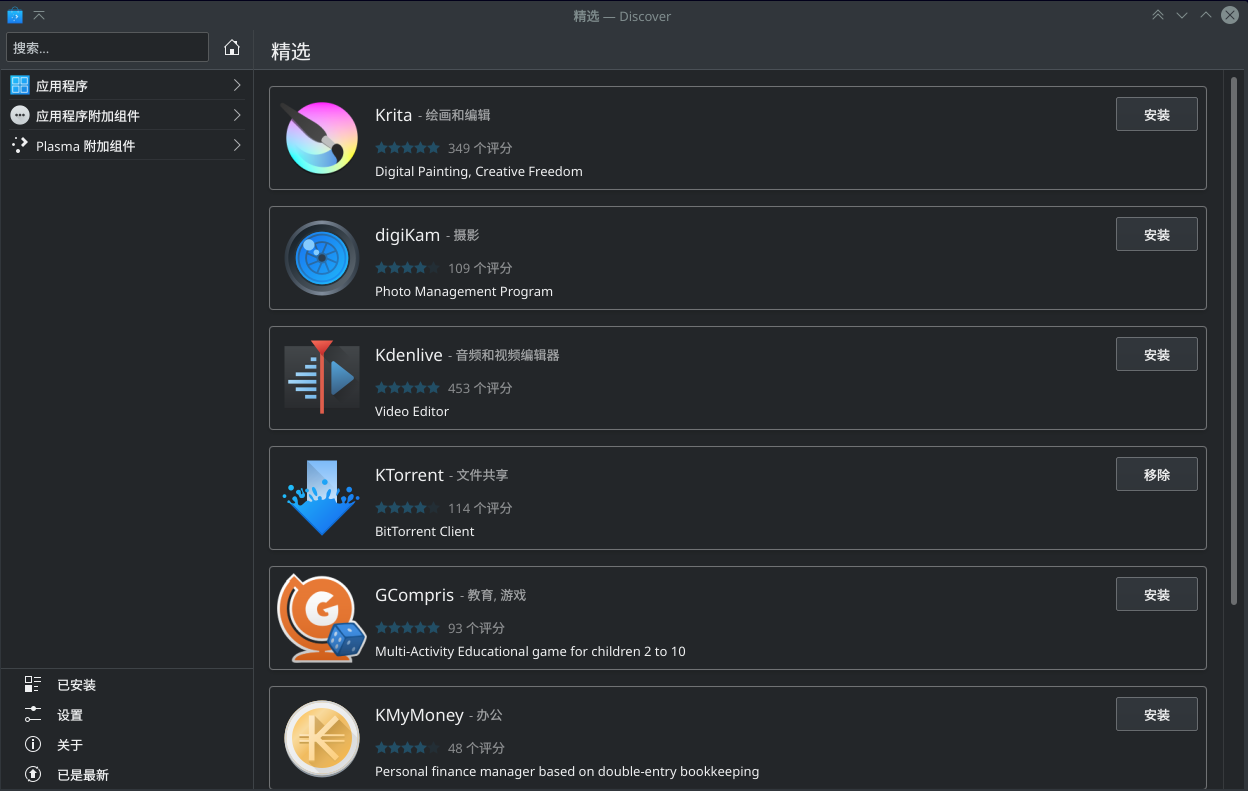 精选 — Discover
搜索...
精选
应用程序
应用程序附加组件
Plasma 附加组件
Krita - 绘画和编辑
安装
349 个评分
Digital Painting, Creative Freedom
digiKam - 摄影
安装
109 个评分
Photo Management Program
Kdenlive - 音频和视频编辑器
安装
453 个评分
Video Editor
KTorrent - 文件共享
移除
114 个评分
BitTorrent Client
GCompris - 教育, 游戏
安装
93 个评分
Multi-Activity Educational game for children 2 to 10
KMyMoney - 办公
安装
48 个评分
Personal finance manager based on double-entry bookkeeping
已安装
设置
关于
已是最新